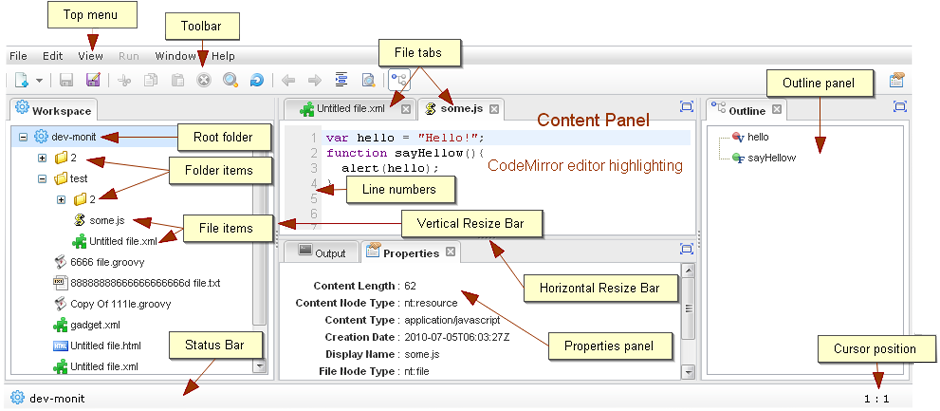 Top menu
Toolbar
File Edit View Run Window Help
File tabs
Outline panel
Workspace
Untitled file.xml
some.js
Outline
dev-monit
Root folder
2
Folder items
test
2
some.js
File items
Untitled file.xml
6666 file.groovy
Copy Of 111le.groovy
gadget.xml
Untitled file.html
Untitled file.xml
Status Bar
dev-monit
Content Panel
1 var hello = "Hello!";
2 function sayHellow(){
3 alert(hello);
4 }
5
6
7
CodeMirror editor highlighting
Line numbers
Vertical Resize Bar
hello
sayHellow
Output
Properties
Horizontal Resize Bar
Content Length : 62
Content Node Type : nt:resource
Content Type : application/javascript
Creation Date : 2010-07-05T06:03:27Z
Display Name : some.js
File Node Type : nt:file
Properties panel
Cursor position
1 : 1